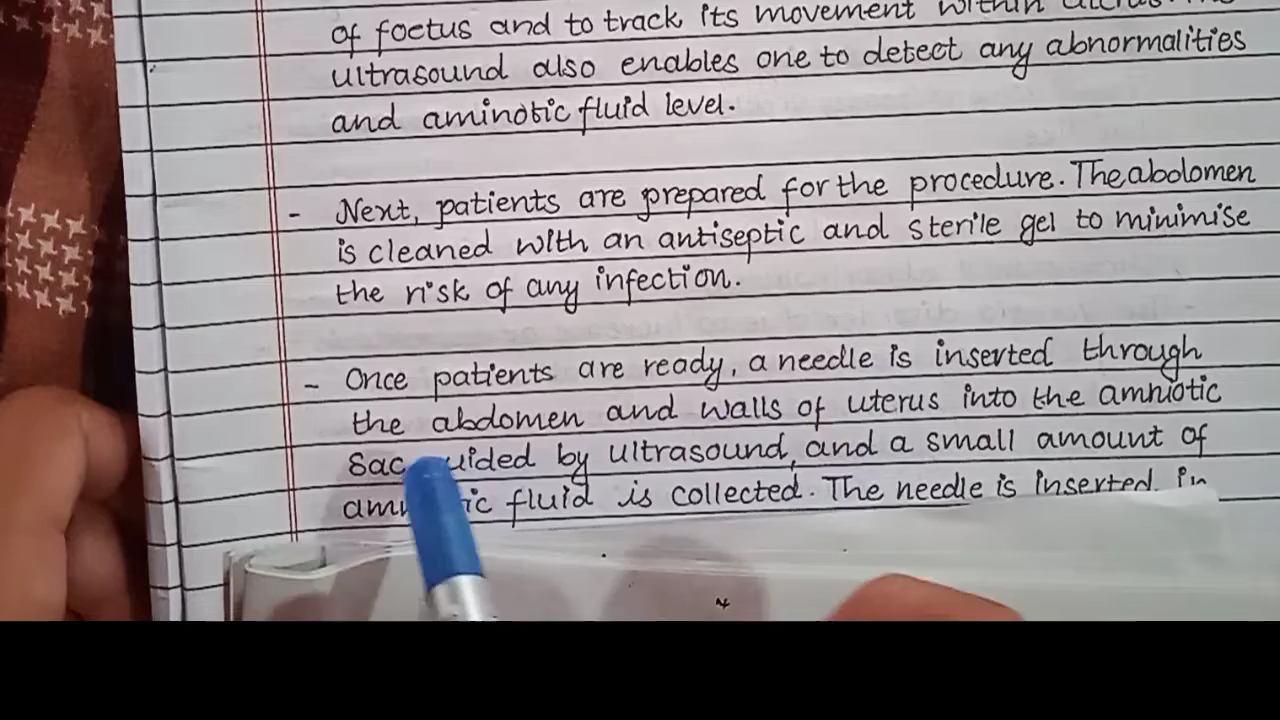 of foetus and to track its movement within
ultrasound also enables one to detect any abnormalities
and aminotic fluid level.
- Next, patients are prepared for the procedure. The abdomen
is cleaned with an antiseptic and sterile gel to minimise
the risk of any infection.
- Once patients are ready, a needle is inserted through
the abdomen and walls of uterus into the amniotic
sac by ultrasound, and a small amount of
fluid is collected. The needle is inserted in